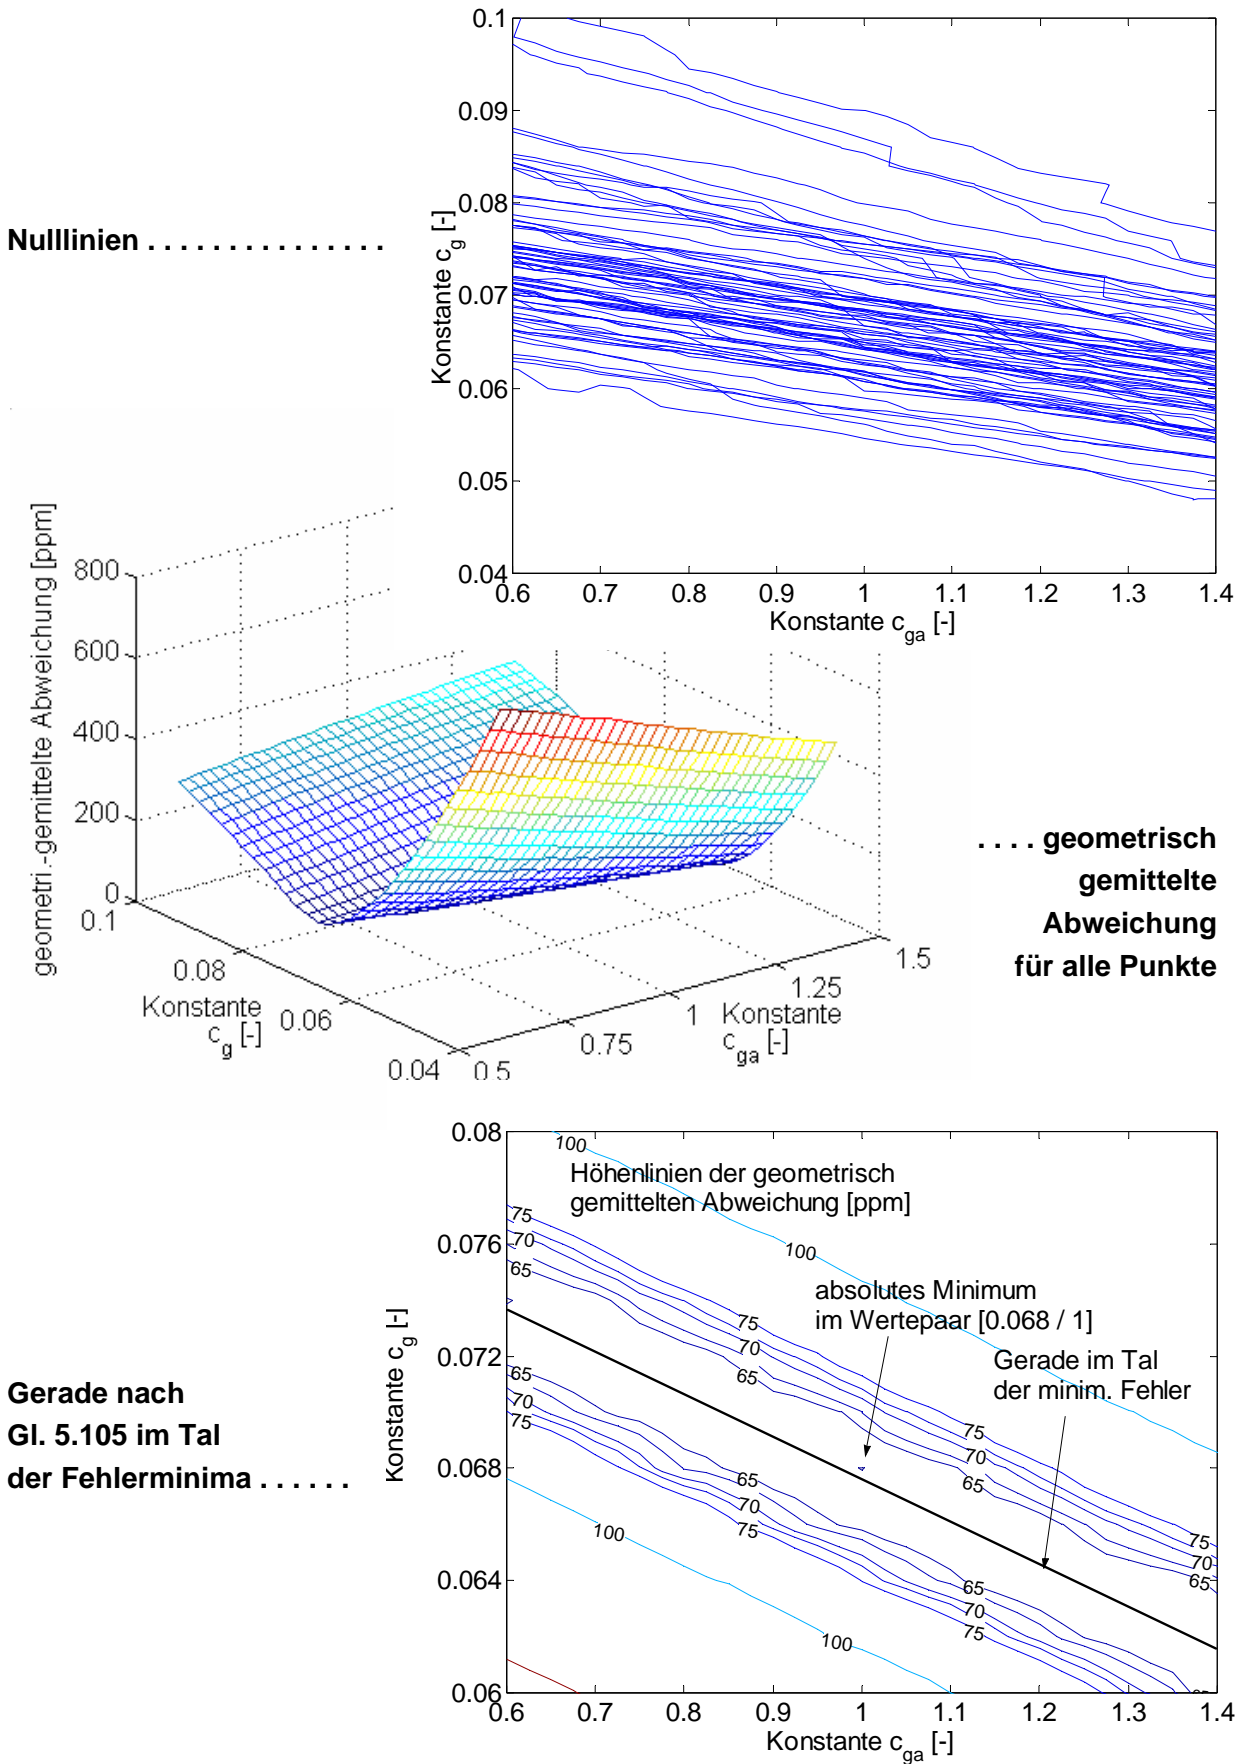 0.1
0.09
0.08
0.07
0.06
0.05
0.04
Konstante c_g [-]
0.6 0.7 0.8 0.9 1 1.1 1.2 1.3 1.4
Konstante c_ga [-]
Nulllinien . . . . . . . . . . . . . . .
geometri.-gemittelte Abweichung [ppm]
800
600
400
200
0
0.1
0.08
0.06
0.04
Konstante
c_g [-]
0.5
0.75
1
1.25
1.5
Konstante
c_ga [-]
. . . . geometrisch
gemittelte
Abweichung
für alle Punkte
0.08
0.076
0.072
0.068
0.064
0.06
Konstante c_g [-]
100
Höhenlinien der geometrisch
gemittelten Abweichung [ppm]
75
70
65
100
absolutes Minimum
im Wertepaar [0.068 / 1]
75
70
65
Gerade im Tal
der minim. Fehler
65
70
75
75
70
65
65
70
75
100
75
70
65
65
70
75
100
0.6 0.7 0.8 0.9 1 1.1 1.2 1.3 1.4
Konstante c_ga [-]
Gerade nach
Gl. 5.105 im Tal
der Fehlerminima . . . . . .